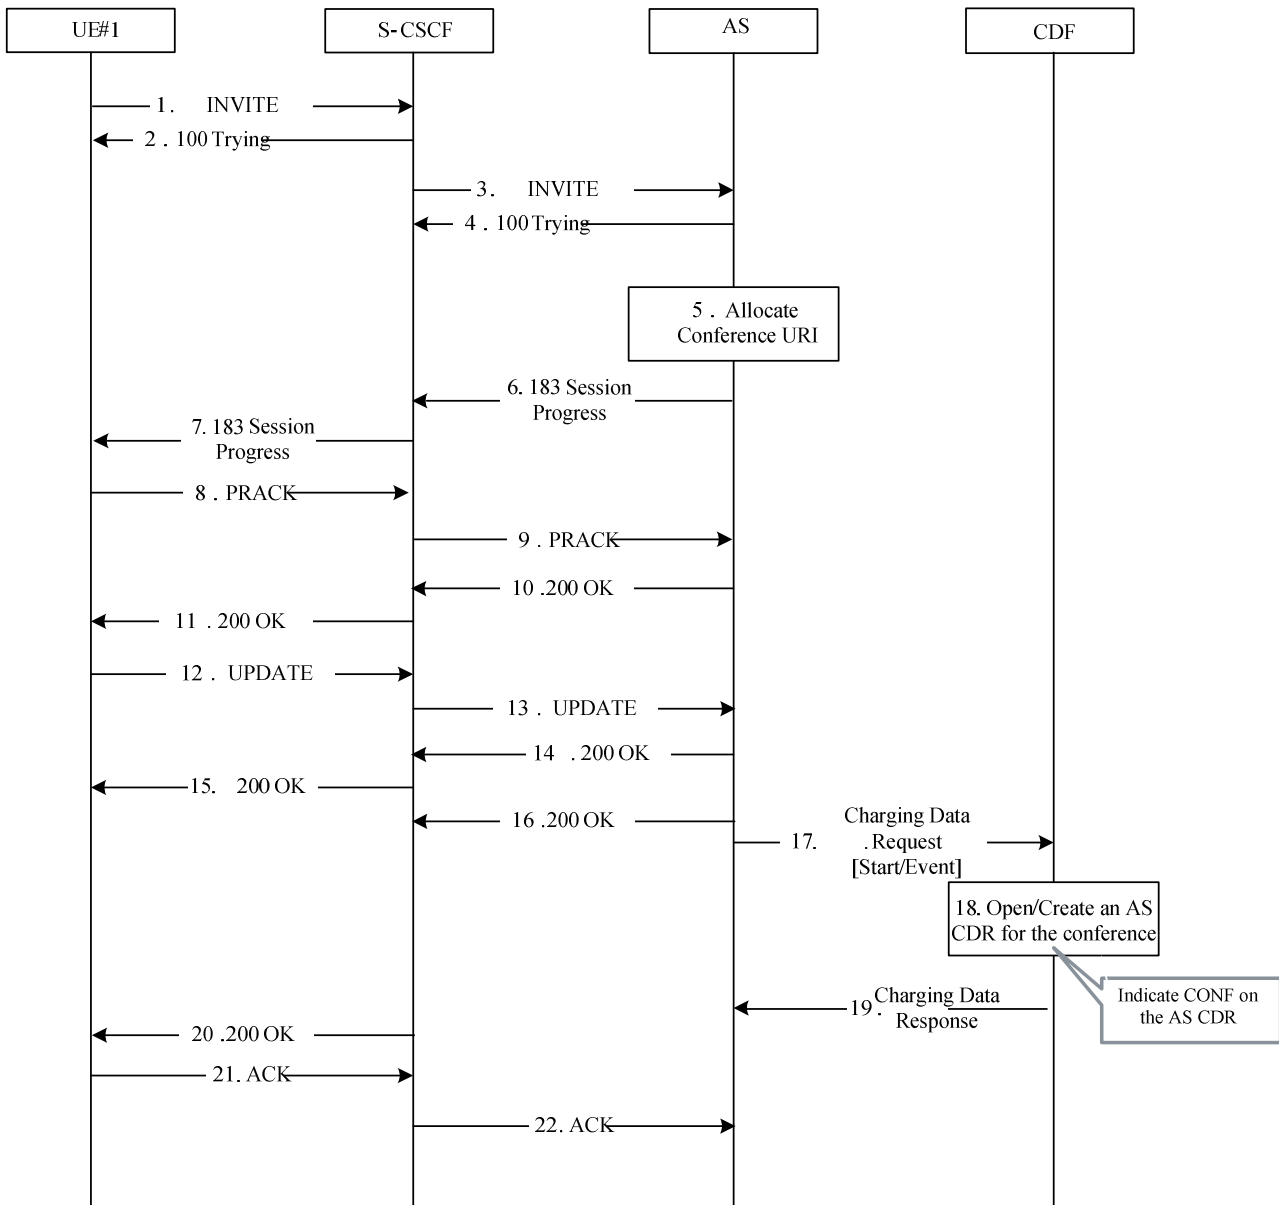 UE#1
S-CSCF
AS
CDF
1. INVITE
2 . 100 Trying
3. INVITE
4 . 100 Trying
5 . Allocate
Conference URI
6. 183 Session
Progress
7. 183 Session
Progress
8 . PRACK
9 . PRACK
10 .200 OK
11 . 200 OK
12 . UPDATE
13 . UPDATE
14 . 200 OK
15. 200 OK
16 .200 OK
Charging Data
17. .Request
[Start/Event]
18. Open/Create an AS
CDR for the conference
Indicate CONF on
the AS CDR
19. Charging Data
Response
20 .200 OK
21. ACK
22. ACK